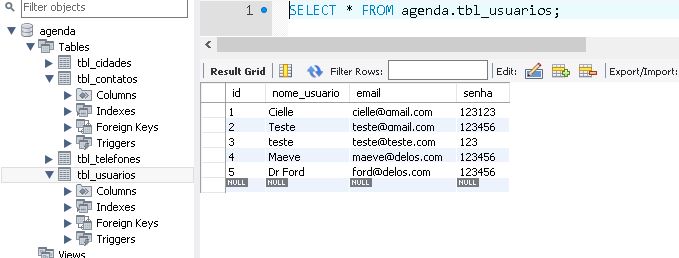 Filter objects
agenda
Tables
tbl_cidades
tbl_contatos
Columns
Indexes
Foreign Keys
Triggers
tbl_telefones
tbl_usuarios
Columns
Indexes
Foreign Keys
Triggers
Views
1 SELECT * FROM agenda.tbl_usuarios;
Result Grid Filter Rows: Edit: Export/Import:
id nome_usuario email senha
1 Cielle cielle@gmail.com 123123
2 Teste teste@gmail.com 123456
3 teste teste@teste.com 123
4 Maeve maeve@delos.com 123456
5 Dr Ford ford@delos.com 123456
NULL NULL NULL NULL